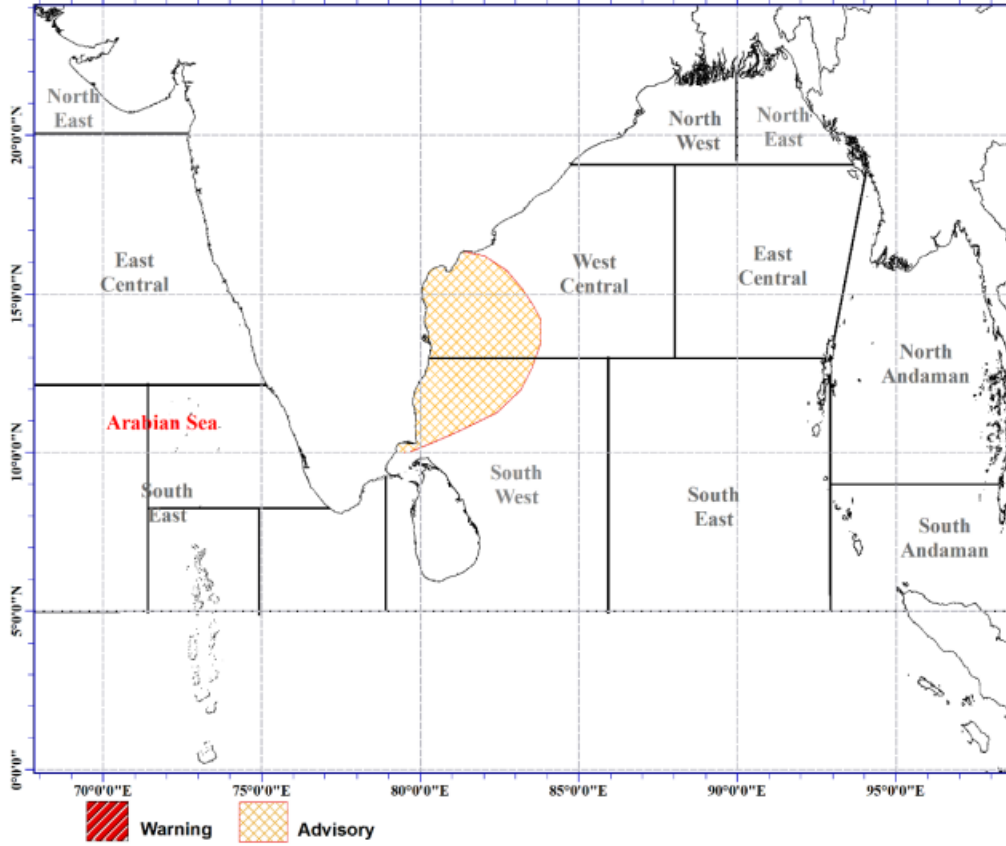 North
East
North
West
North
East
20°0'0"N
East
Central
West
Central
East
Central
15°0'0"N
North
Andaman
Arabian Sea
10°0'0"N
South
East
South
West
South
East
South
Andaman
5°0'0"N
0°0'0"
70°0'0"E 75°0'0"E 80°0'0"E 85°0'0"E 90°0'0"E 95°0'0"E
Warning Advisory